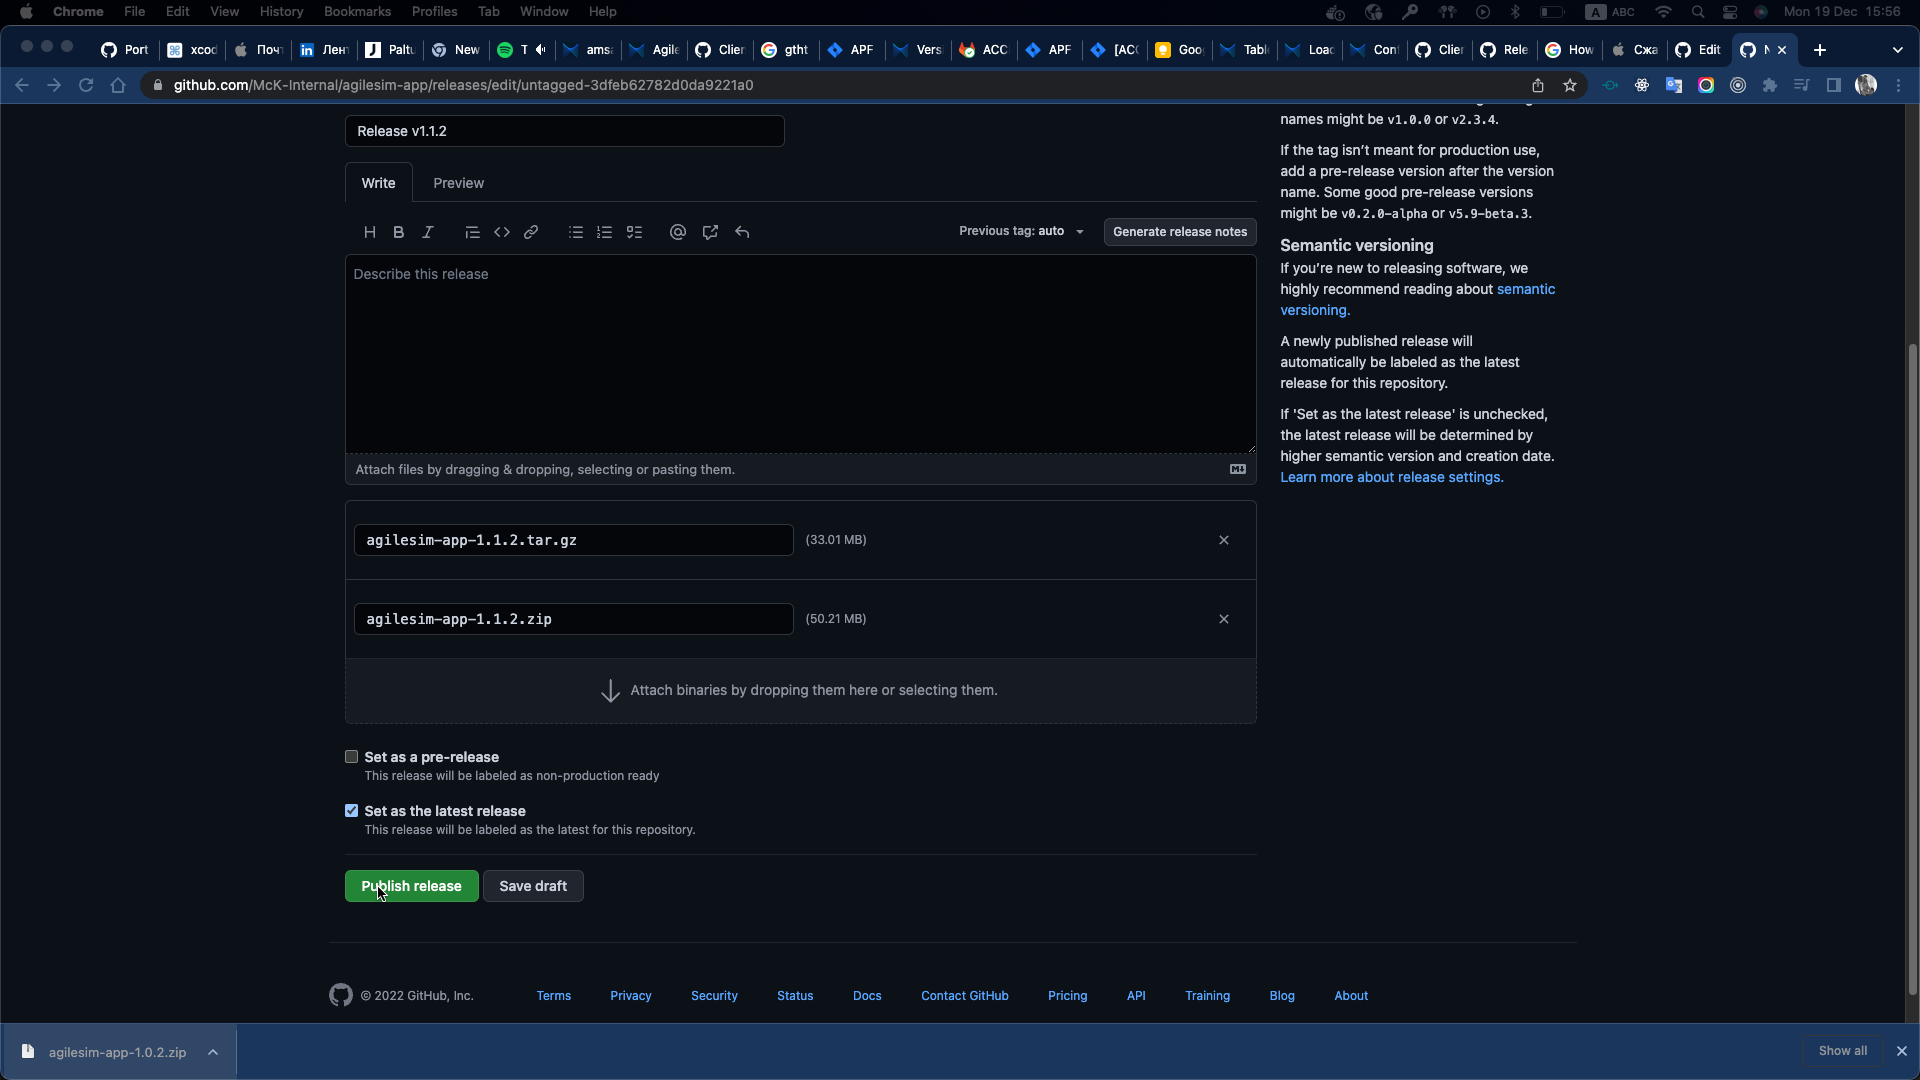 Chrome File Edit View History Bookmarks Profiles Tab Window Help ABC Mon 19 Dec 15:56
Port xcod Поч Лен Paltu New T amsa Agile Clier gtht APF Vers ACC APF [ACC Goo Tabl Load Con Clier Rele How Сжа Edit
github.com/McK-Internal/agilesim-app/releases/edit/untagged-3dfeb62782d0da9221a0
Release v1.1.2
Write Preview
Previous tag: auto Generate release notes
Describe this release
Attach files by dragging & dropping, selecting or pasting them.
agilesim-app-1.1.2.tar.gz (33.01 MB)
agilesim-app-1.1.2.zip (50.21 MB)
Attach binaries by dropping them here or selecting them.
Set as a pre-release
This release will be labeled as non-production ready
Set as the latest release
This release will be labeled as the latest for this repository.
Publish release Save draft
names might be v1.0.0 or v2.3.4.
If the tag isn’t meant for production use,
add a pre-release version after the version
name. Some good pre-release versions
might be v0.2.0-alpha or v5.9-beta.3.
Semantic versioning
If you’re new to releasing software, we
highly recommend reading about semantic
versioning.
A newly published release will
automatically be labeled as the latest
release for this repository.
If 'Set as the latest release' is unchecked,
the latest release will be determined by
higher semantic version and creation date.
Learn more about release settings.
© 2022 GitHub, Inc. Terms Privacy Security Status Docs Contact GitHub Pricing API Training Blog About
agilesim-app-1.0.2.zip Show all